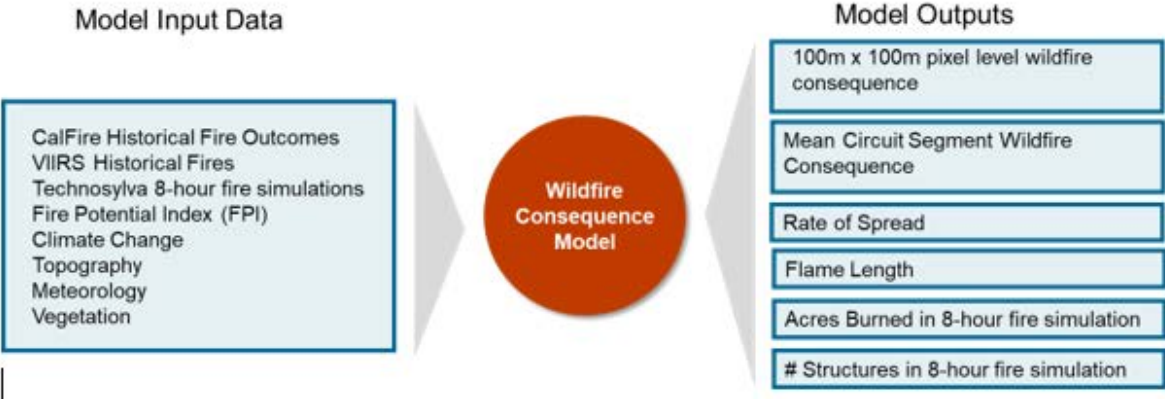 Model Input Data
CalFire Historical Fire Outcomes
VIIRS Historical Fires
Technosylva 8-hour fire simulations
Fire Potential Index (FPI)
Climate Change
Topography
Meteorology
Vegetation
Wildfire
Consequence
Model
Model Outputs
100m x 100m pixel level wildfire
consequence
Mean Circuit Segment Wildfire
Consequence
Rate of Spread
Flame Length
Acres Burned in 8-hour fire simulation
# Structures in 8-hour fire simulation